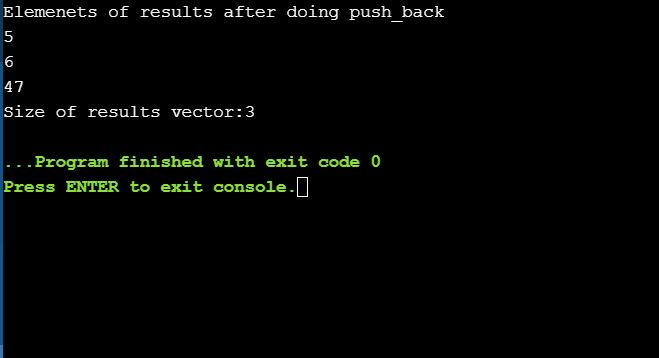 Elemenets of results after doing push_back
5
6
47
Size of results vector:3
...Program finished with exit code 0
Press ENTER to exit console.